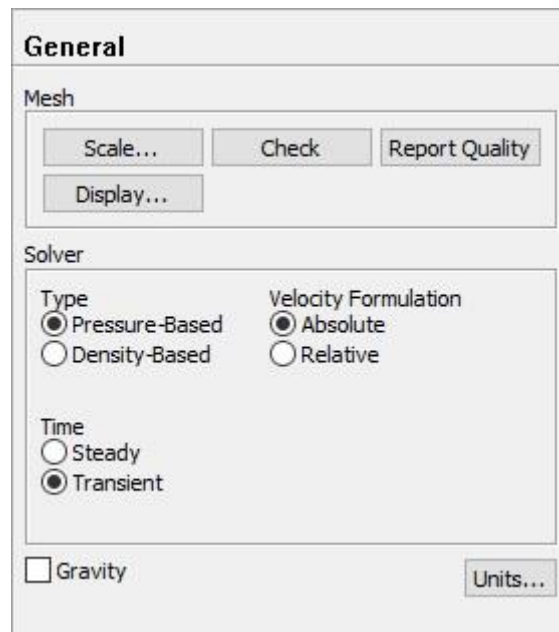 General
Mesh
Scale... Check Report Quality
Display...
Solver
Type Velocity Formulation
Pressure-Based Absolute
Density-Based Relative
Time
Steady
Transient
Gravity Units...